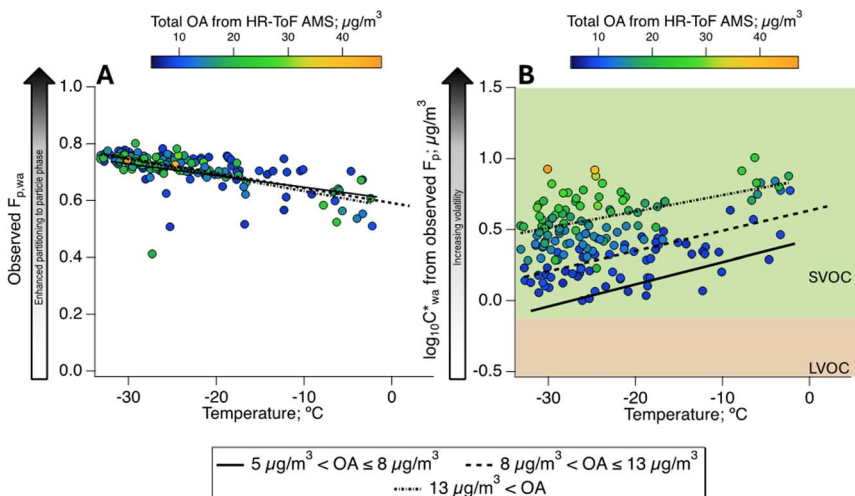 Total OA from HR-ToF AMS; µg/m³
10 20 30 40
A
Observed F_p,wa
Enhanced partitioning to particle phase
1.0
0.8
0.6
0.4
0.2
0.0
-30 -20 -10 0
Temperature; ºC
Total OA from HR-ToF AMS; µg/m³
10 20 30 40
B
log₁₀C*_wa from observed F_p; µg/m³
Increasing volatility
1.5
1.0
0.5
0.0
-0.5
SVOC
LVOC
-30 -20 -10 0
Temperature; ºC
5 µg/m³ < OA ≤ 8 µg/m³ 8 µg/m³ < OA ≤ 13 µg/m³
13 µg/m³ < OA